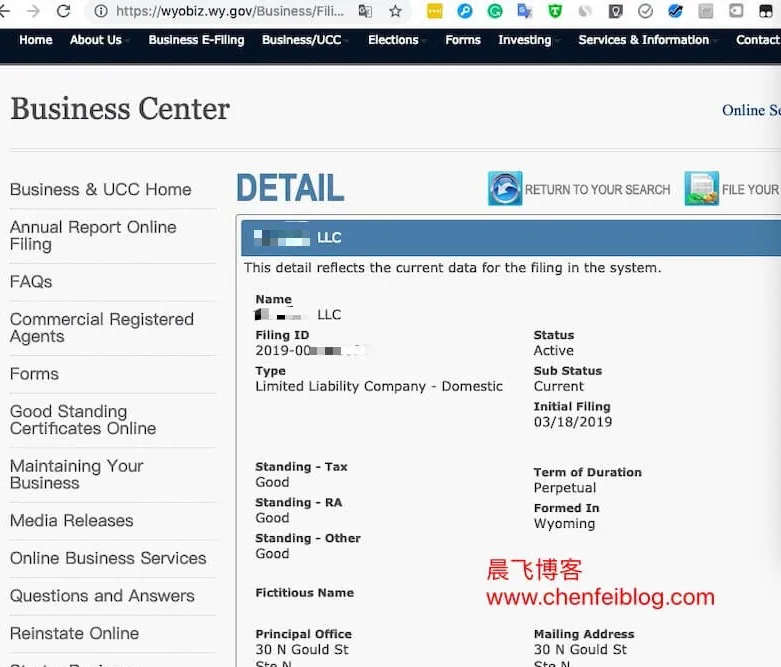 https://wyobiz.wy.gov/Business/Fili...
Home About Us Business E-Filing Business/UCC Elections Forms Investing Services & Information Contact
Business Center
Online
Business & UCC Home
Annual Report Online
Filing
FAQs
Commercial Registered
Agents
Forms
Good Standing
Certificates Online
Maintaining Your
Business
Media Releases
Online Business Services
Questions and Answers
Reinstate Online
DETAIL
RETURN TO YOUR SEARCH
FILE YOUR
LLC
This detail reflects the current data for the filing in the system.
Name
LLC
Filing ID
2019-00
Type
Limited Liability Company - Domestic
Status
Active
Sub Status
Current
Initial Filing
03/18/2019
Standing - Tax
Good
Standing - RA
Good
Standing - Other
Good
Term of Duration
Perpetual
Formed In
Wyoming
Fictitious Name
晨飞博客
www.chenfeiblog.com
Principal Office
30 N Gould St
Ste N
Mailing Address
30 N Gould St
Ste N